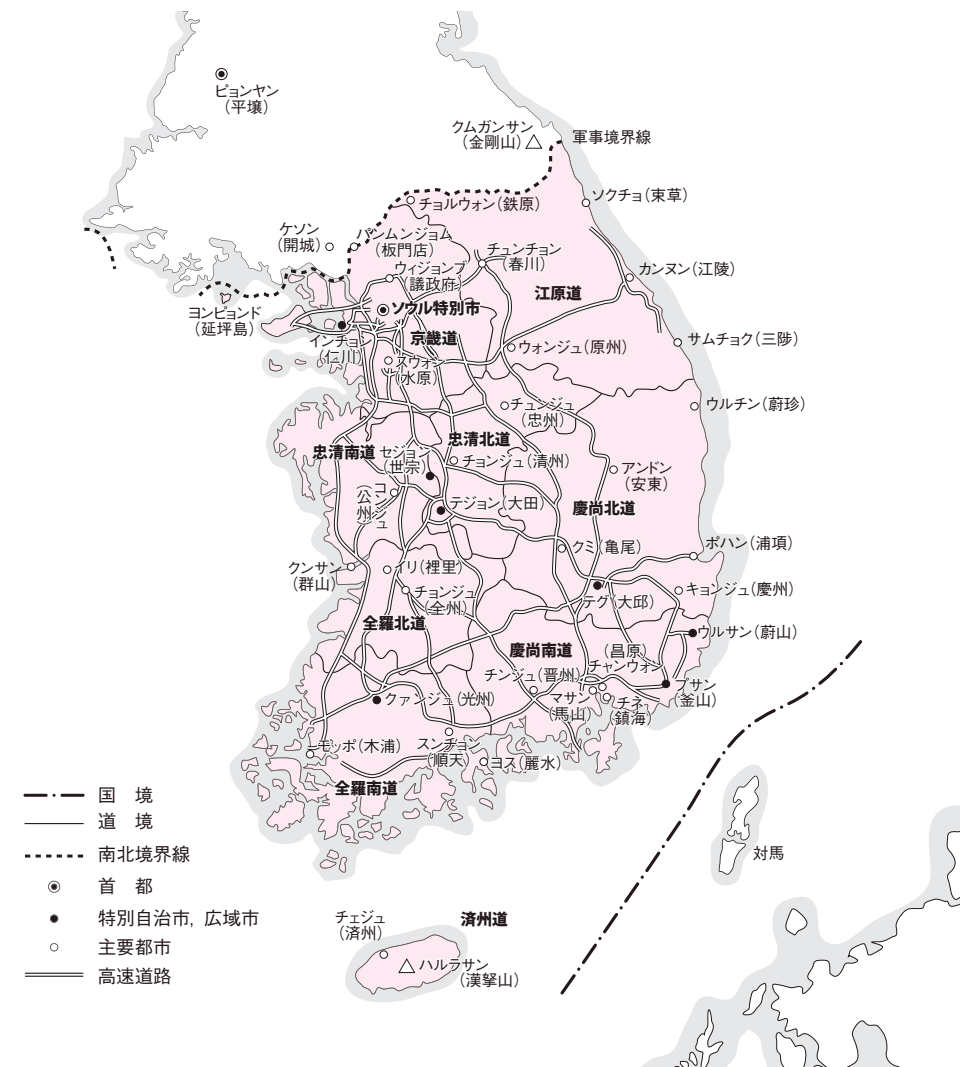 ピョンヤン
（平壌）
クムガンサン
（金剛山）
軍事境界線
ソクチョ（束草）
チョルウォン（鉄原）
ケソン
（開城）
パンムンジョム
（板門店）
チュンチョン
（春川）
カンヌン（江陵）
ウィジョンブ
（議政府）
江原道
ヨンピョンド
（延坪島）
ソウル特別市
インチョン
（仁川）
京畿道
サムチョク（三陟）
ウォンジュ（原州）
スウォン
（水原）
チュンジュ
（忠州）
ウルチン（蔚珍）
忠清南道
セジョン
（世宗）
忠清北道
チョンジュ（清州）
アンドン
（安東）
コンジュ
（公州）
テジョン（大田）
慶尚北道
クミ（亀尾）
ポハン（浦項）
クンサン
（群山）
イリ（裡里）
チョンジュ
（全州）
テグ（大邱）
キョンジュ（慶州）
全羅北道
ウルサン（蔚山）
慶尚南道
（昌原）
チャンウォン
チンジュ（晋州）
マサン
（馬山）
チネ
（鎮海）
プサン
（釜山）
クァンジュ（光州）
モッポ（木浦）
スンチョン
（順天）
ヨス（麗水）
全羅南道
対馬
チェジュ
（済州）
済州道
ハルラサン
（漢拏山）
国　境
道　境
南北境界線
首　都
特別自治市，広域市
主要都市
高速道路